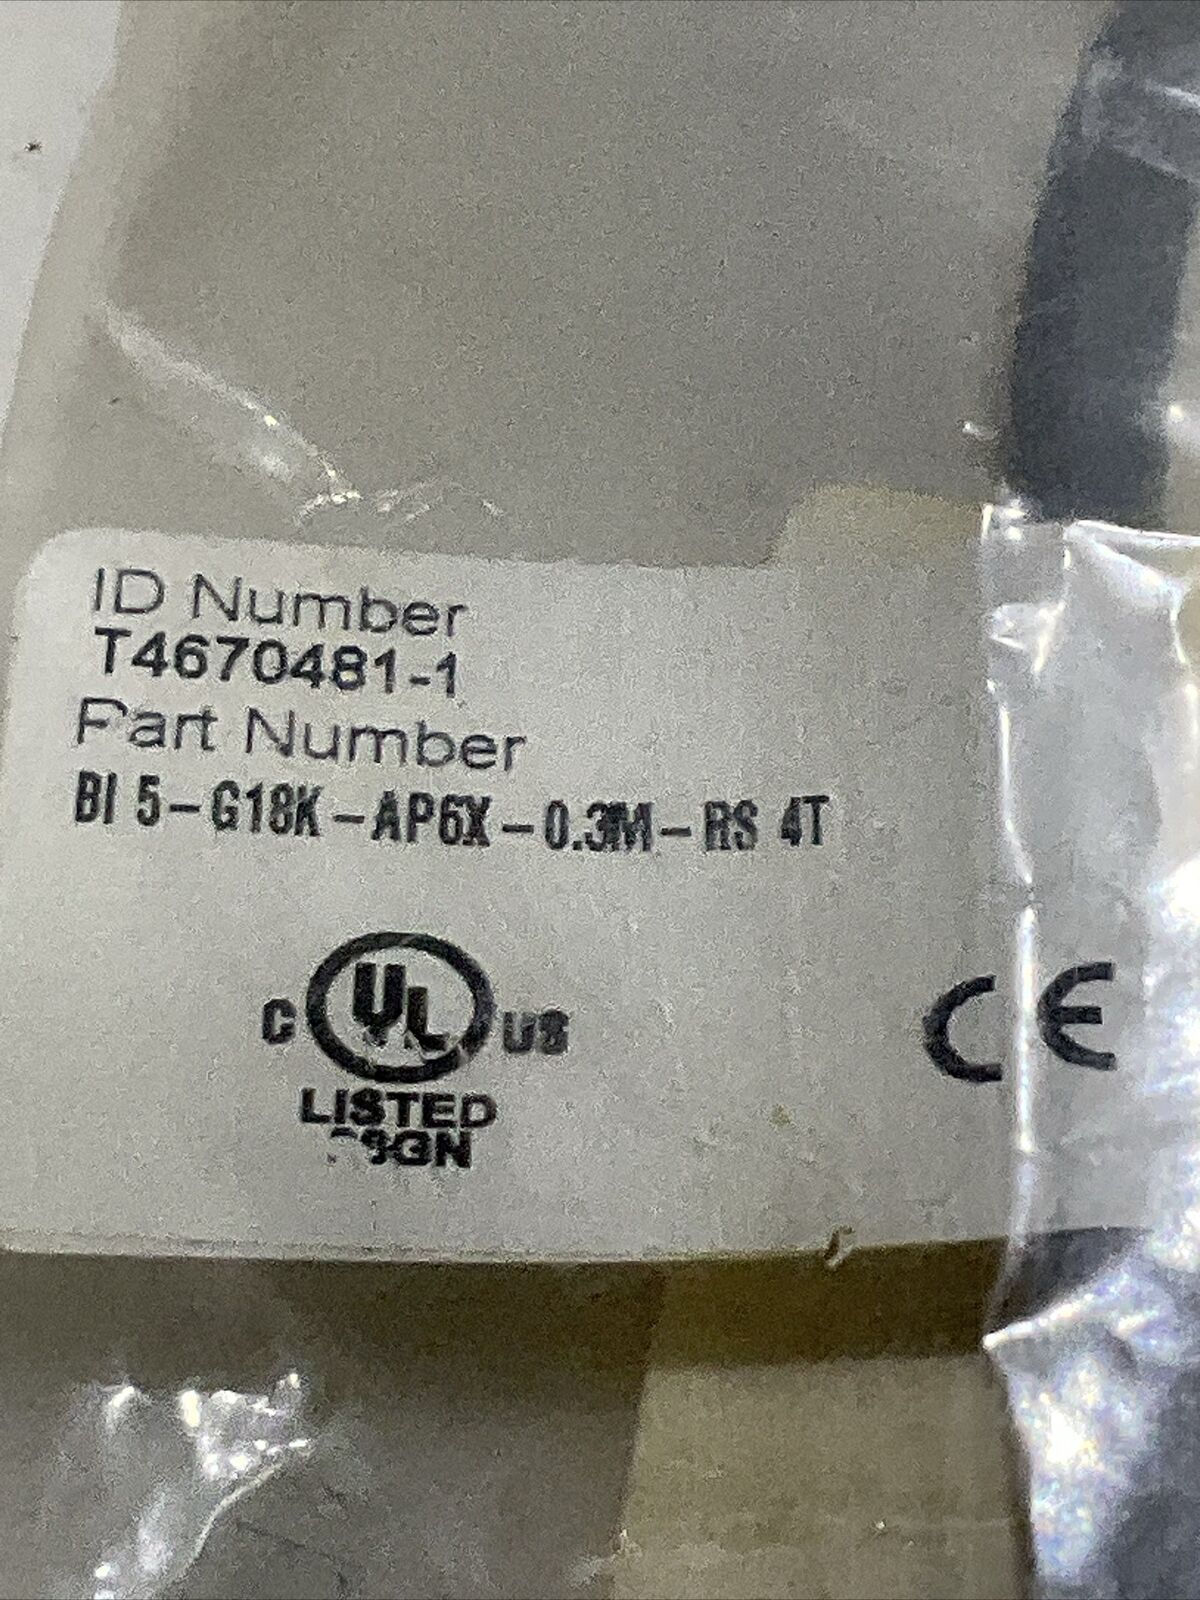 ID Number
T4670481-1
Part Number
BI 5-G18K-AP6X-0.3M-RS 4T
C UL US
LISTED
CE